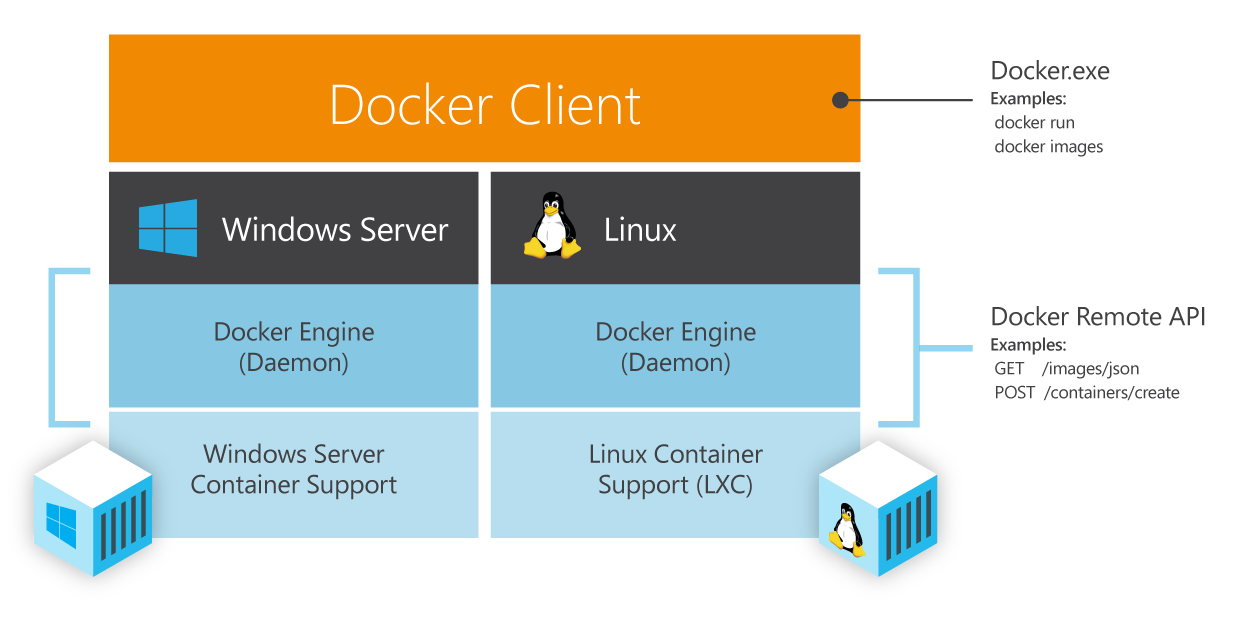 Docker Client
Docker.exe
Examples:
docker run
docker images
Windows Server
Linux
Docker Engine
(Daemon)
Docker Engine
(Daemon)
Docker Remote API
Examples:
GET /images/json
POST /containers/create
Windows Server
Container Support
Linux Container
Support (LXC)